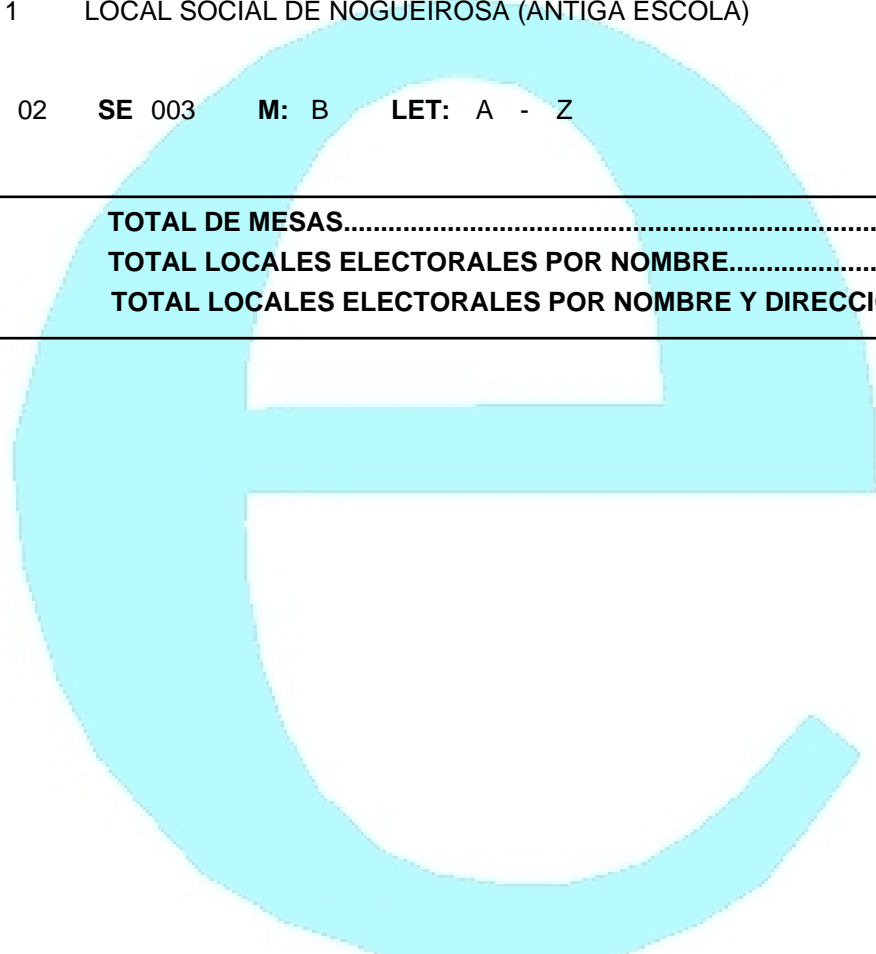 1 LOCAL SOCIAL DE NOGUEIROSA (ANTIGA ESCOLA)
02 SE 003 M: B LET: A - Z
TOTAL DE MESAS..........................................................................
TOTAL LOCALES ELECTORALES POR NOMBRE....................
TOTAL LOCALES ELECTORALES POR NOMBRE Y